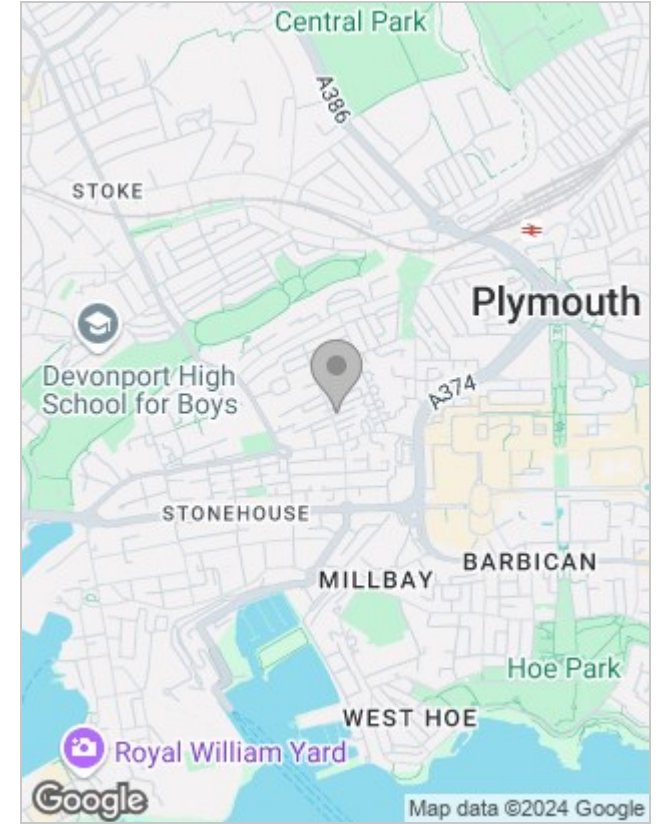 Central Park
A386
STOKE
Plymouth
Devonport High
School for Boys
A374
STONEHOUSE
BARBICAN
MILLBAY
Hoe Park
WEST HOE
Royal William Yard
Google
Map data ©2024 Google